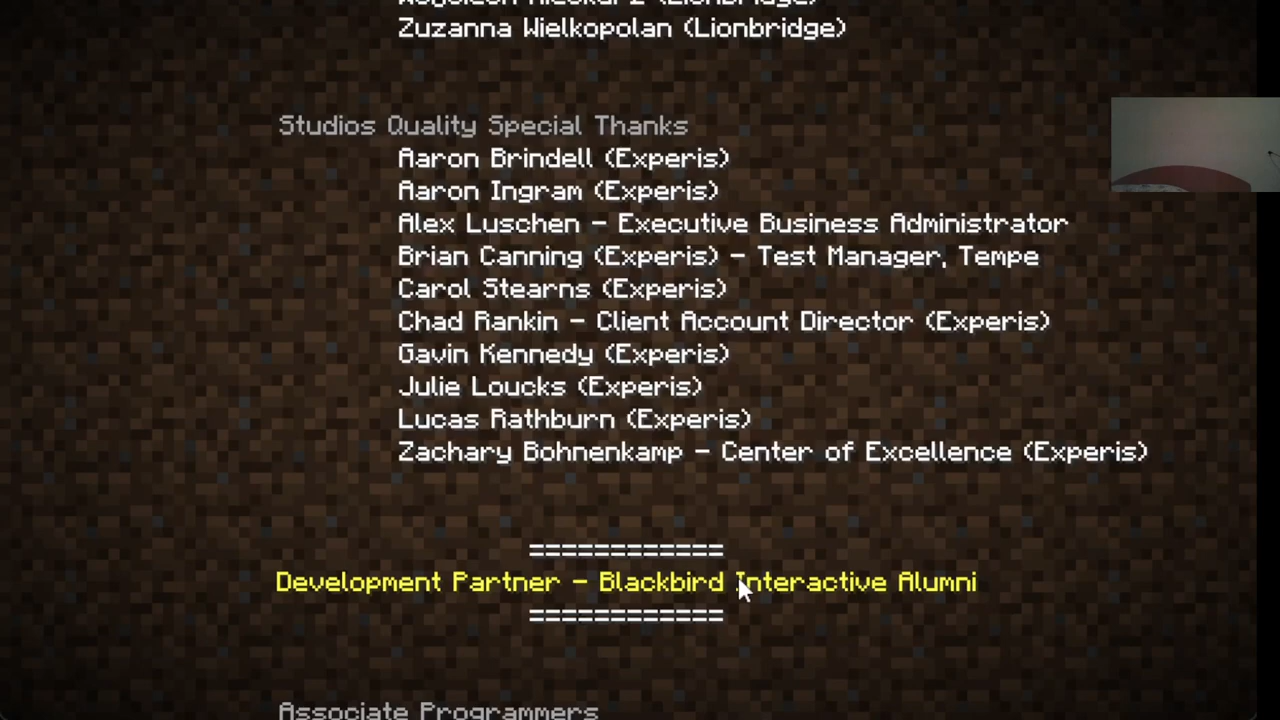 (Lionbridge)
Zuzanna Wielkopolan (Lionbridge)
Studios Quality Special Thanks
Aaron Brindell (Experis)
Aaron Ingram (Experis)
Alex Luschen - Executive Business Administrator
Brian Canning (Experis) - Test Manager, Tempe
Carol Stearns (Experis)
Chad Rankin - Client Account Director (Experis)
Gavin Kennedy (Experis)
Julie Loucks (Experis)
Lucas Rathburn (Experis)
Zachary Bohnenkamp - Center of Excellence (Experis)
============
Development Partner - Blackbird Interactive Alumni
============
Associate Programmers